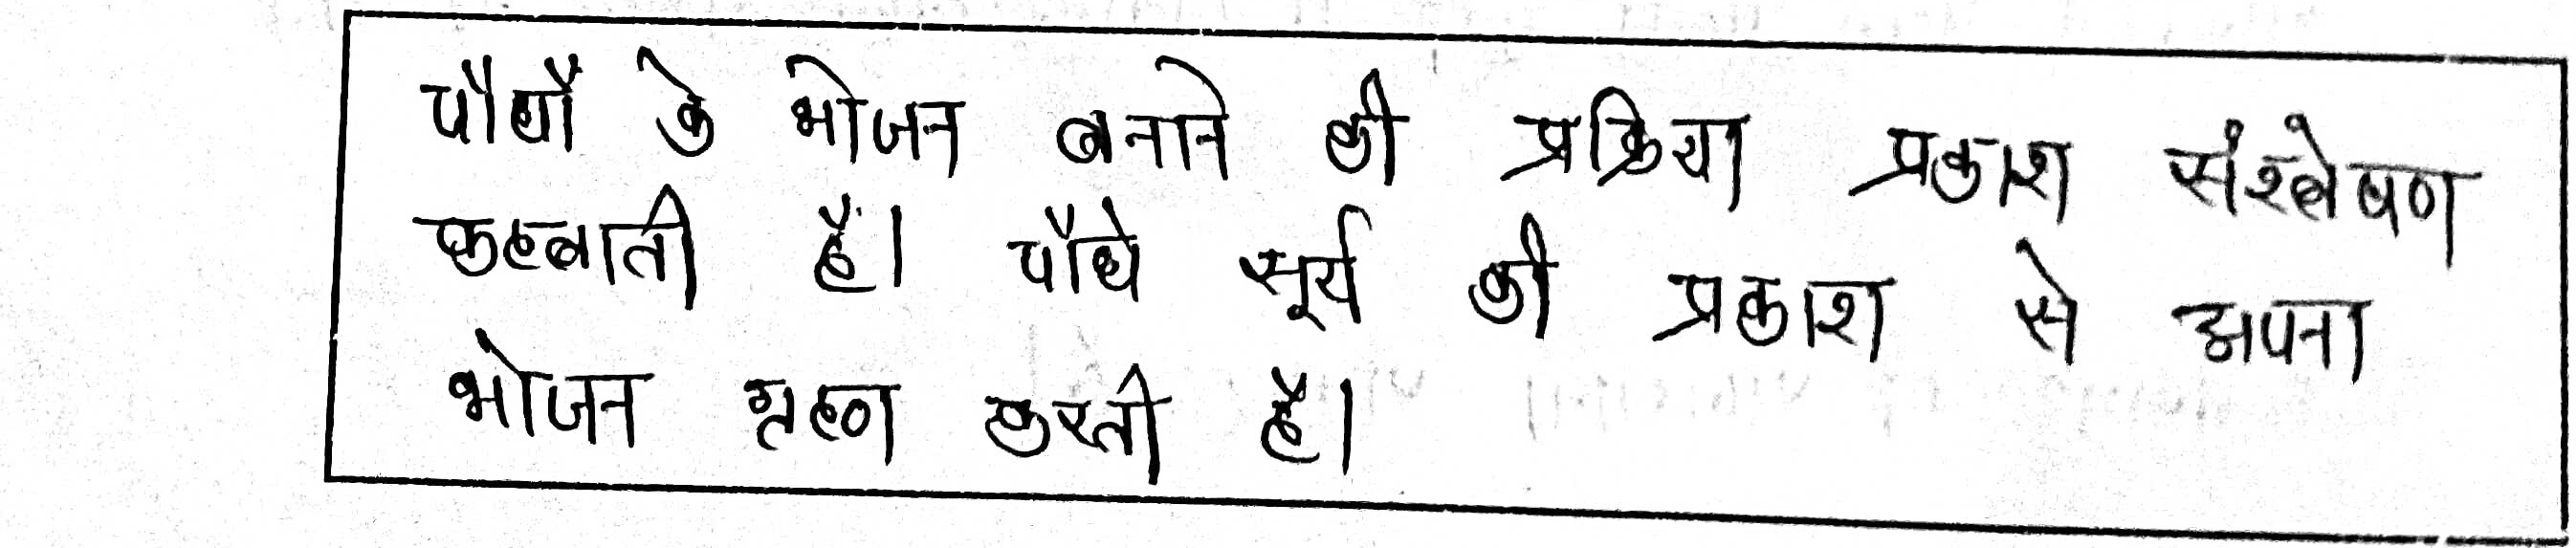 पौधौं के भोजन बनाने की प्रक्रिया प्रकाश संश्लेषण
कहलाती है। पौधे सूर्य की प्रकाश से अपना
भोजन ग्रहण करती है।